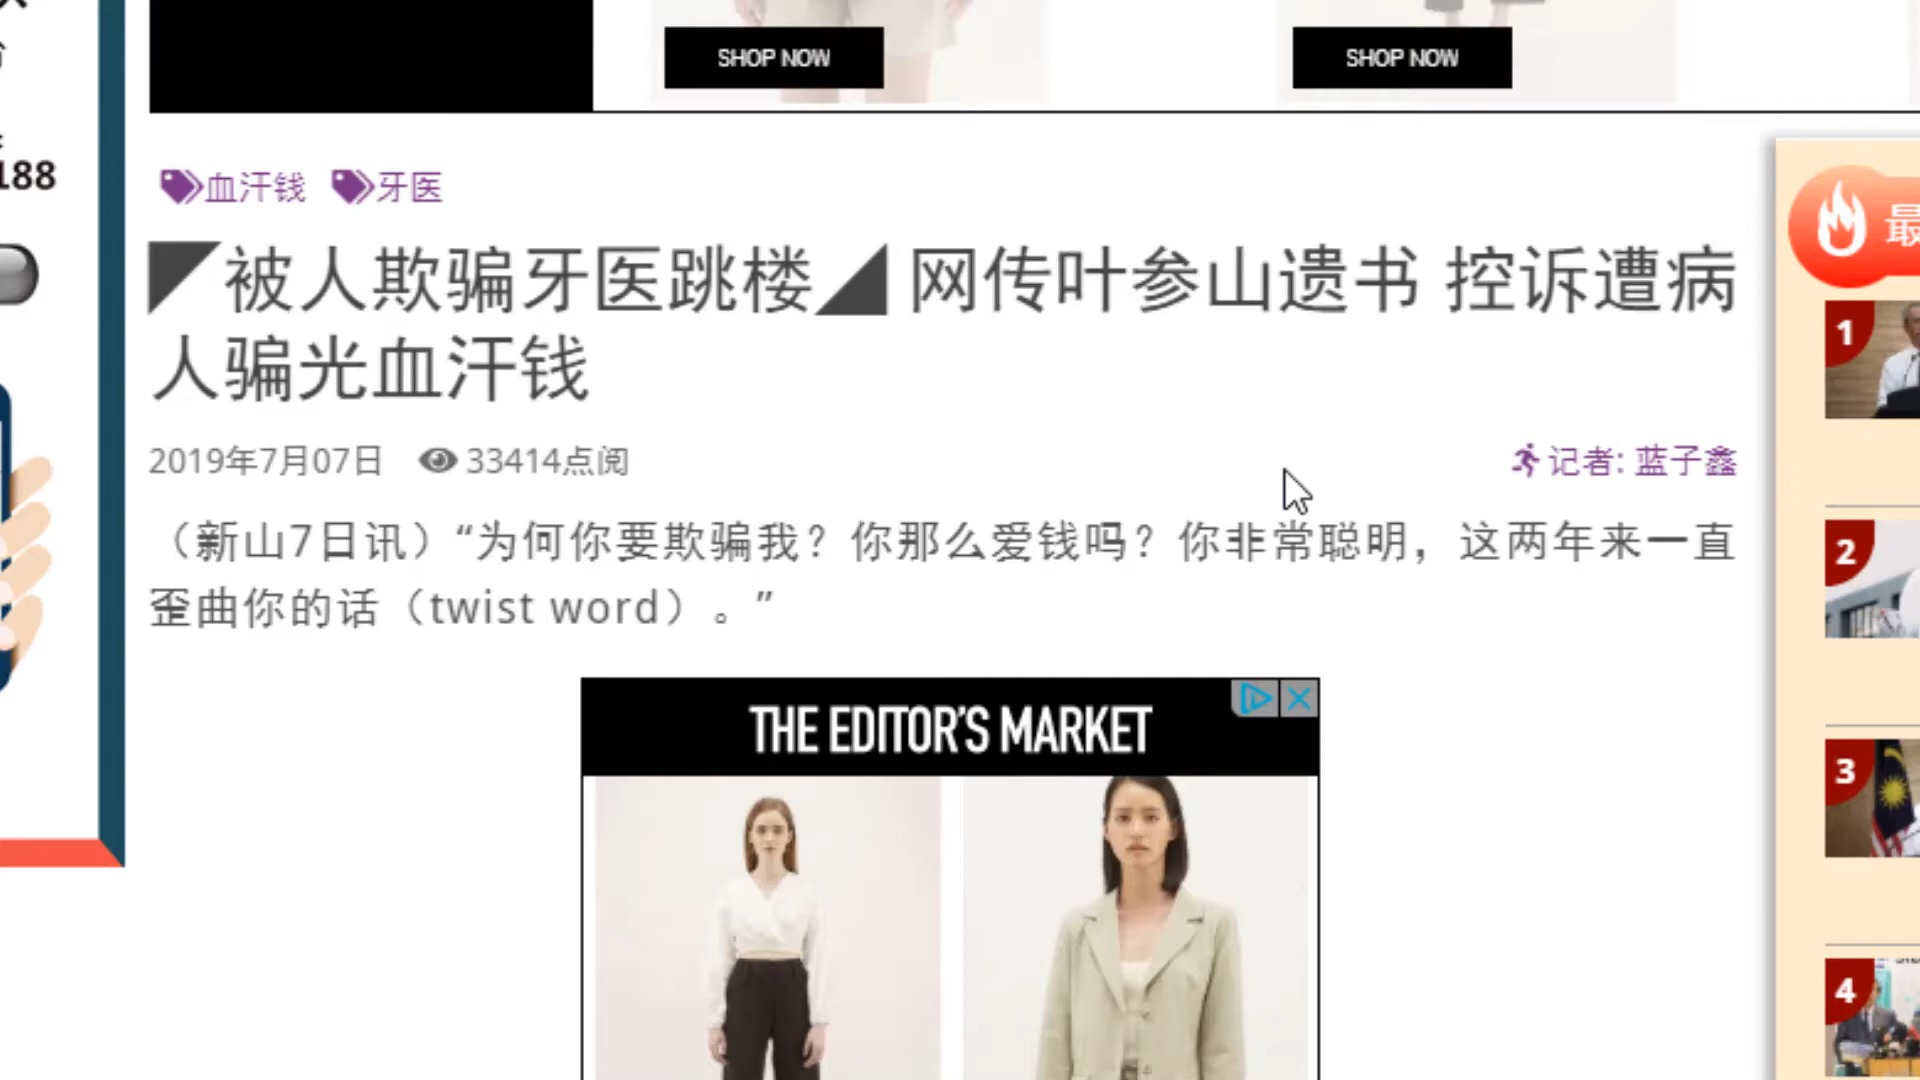 SHOP NOW
SHOP NOW
188
血汗钱 牙医
◤被人欺骗牙医跳楼◢ 网传叶参山遗书 控诉遭病
人骗光血汗钱
2019年7月07日 33414点阅
记者: 蓝子鑫
（新山7日讯）“为何你要欺骗我？你那么爱钱吗？你非常聪明，这两年来一直
歪曲你的话（twist word）。”
THE EDITOR'S MARKET
最
1
2
3
4